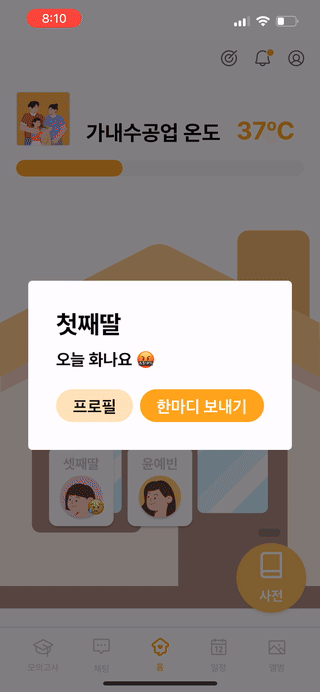 8:10
가내수공업 온도 37℃
첫째딸
오늘 화나요 🤬
프로필 한마디 보내기
셋째딸 윤예빈
사전
12
모의고사 채팅 홈 일정 앨범